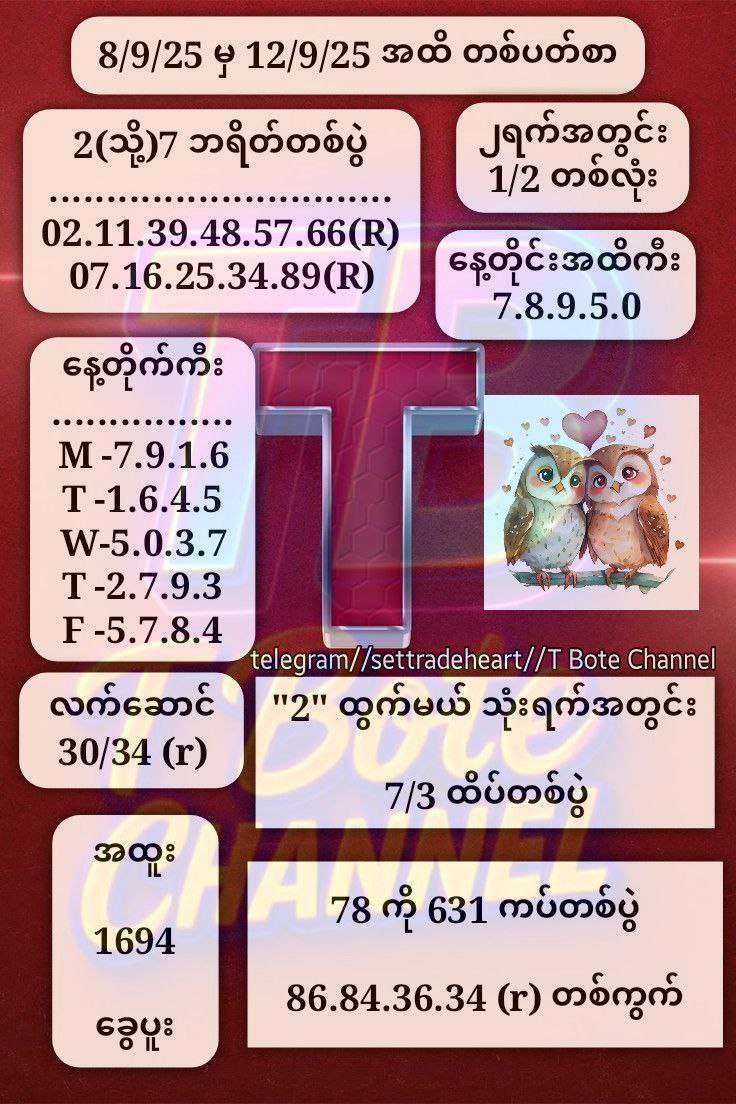 8/9/25 မှ 12/9/25 အထိ တစ်ပတ်စာ
2(သို့)7 ဘရိတ်တစ်ပွဲ
..............................
02.11.39.48.57.66(R)
07.16.25.34.89(R)
၂ရက်အတွင်း
1/2 တစ်လုံး
နေ့တိုင်းအထိကီး
7.8.9.5.0
နေ့တိုက်ကီး
................
M -7.9.1.6
T -1.6.4.5
W-5.0.3.7
T -2.7.9.3
F -5.7.8.4
T
telegram//settradeheart//T Bote Channel
လက်ဆောင်
30/34 (r)
"2" ထွက်မယ် သုံးရက်အတွင်း
7/3 ထိပ်တစ်ပွဲ
အထူး
1694
ခွေပူး
78 ကို 631 ကပ်တစ်ပွဲ
86.84.36.34 (r) တစ်ကွက်
TB
T Bote
CHANNEL